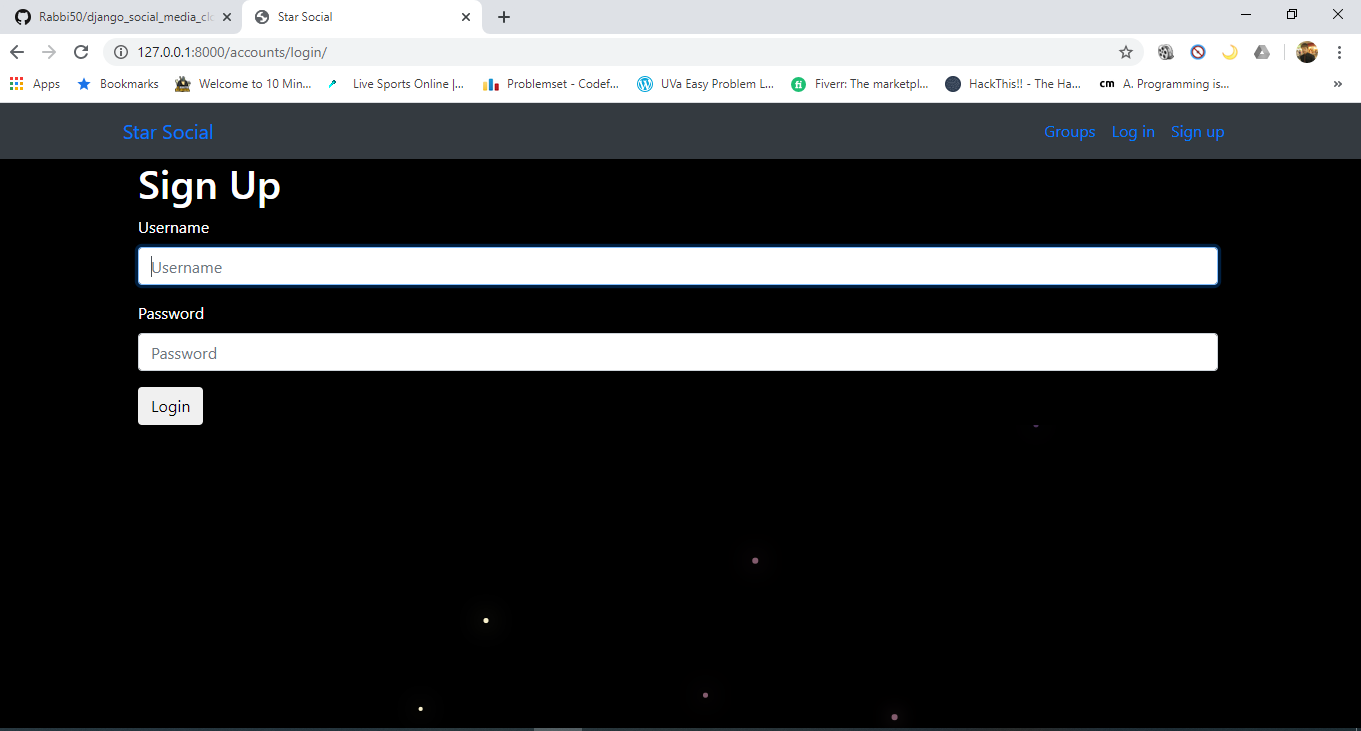 Rabbi50/django_social_media_clo
Star Social
127.0.0.1:8000/accounts/login/
Apps Bookmarks Welcome to 10 Min... Live Sports Online |... Problemset - Codef... UVa Easy Problem L... Fiverr: The marketpl... HackThis!! - The Ha... cm A. Programming is... »
Star Social Groups Log in Sign up
Sign Up
Username
Username
Password
Password
Login